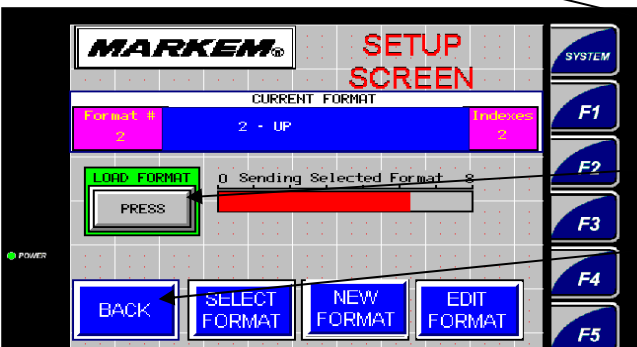 MARKEM®
SETUP
SCREEN
SYSTEM
CURRENT FORMAT
Format #
2
2 - UP
Indexes
2
F1
LOAD FORMAT
PRESS
0 Sending Selected Format 8
F2
F3
POWER
BACK
SELECT
FORMAT
NEW
FORMAT
EDIT
FORMAT
F4
F5